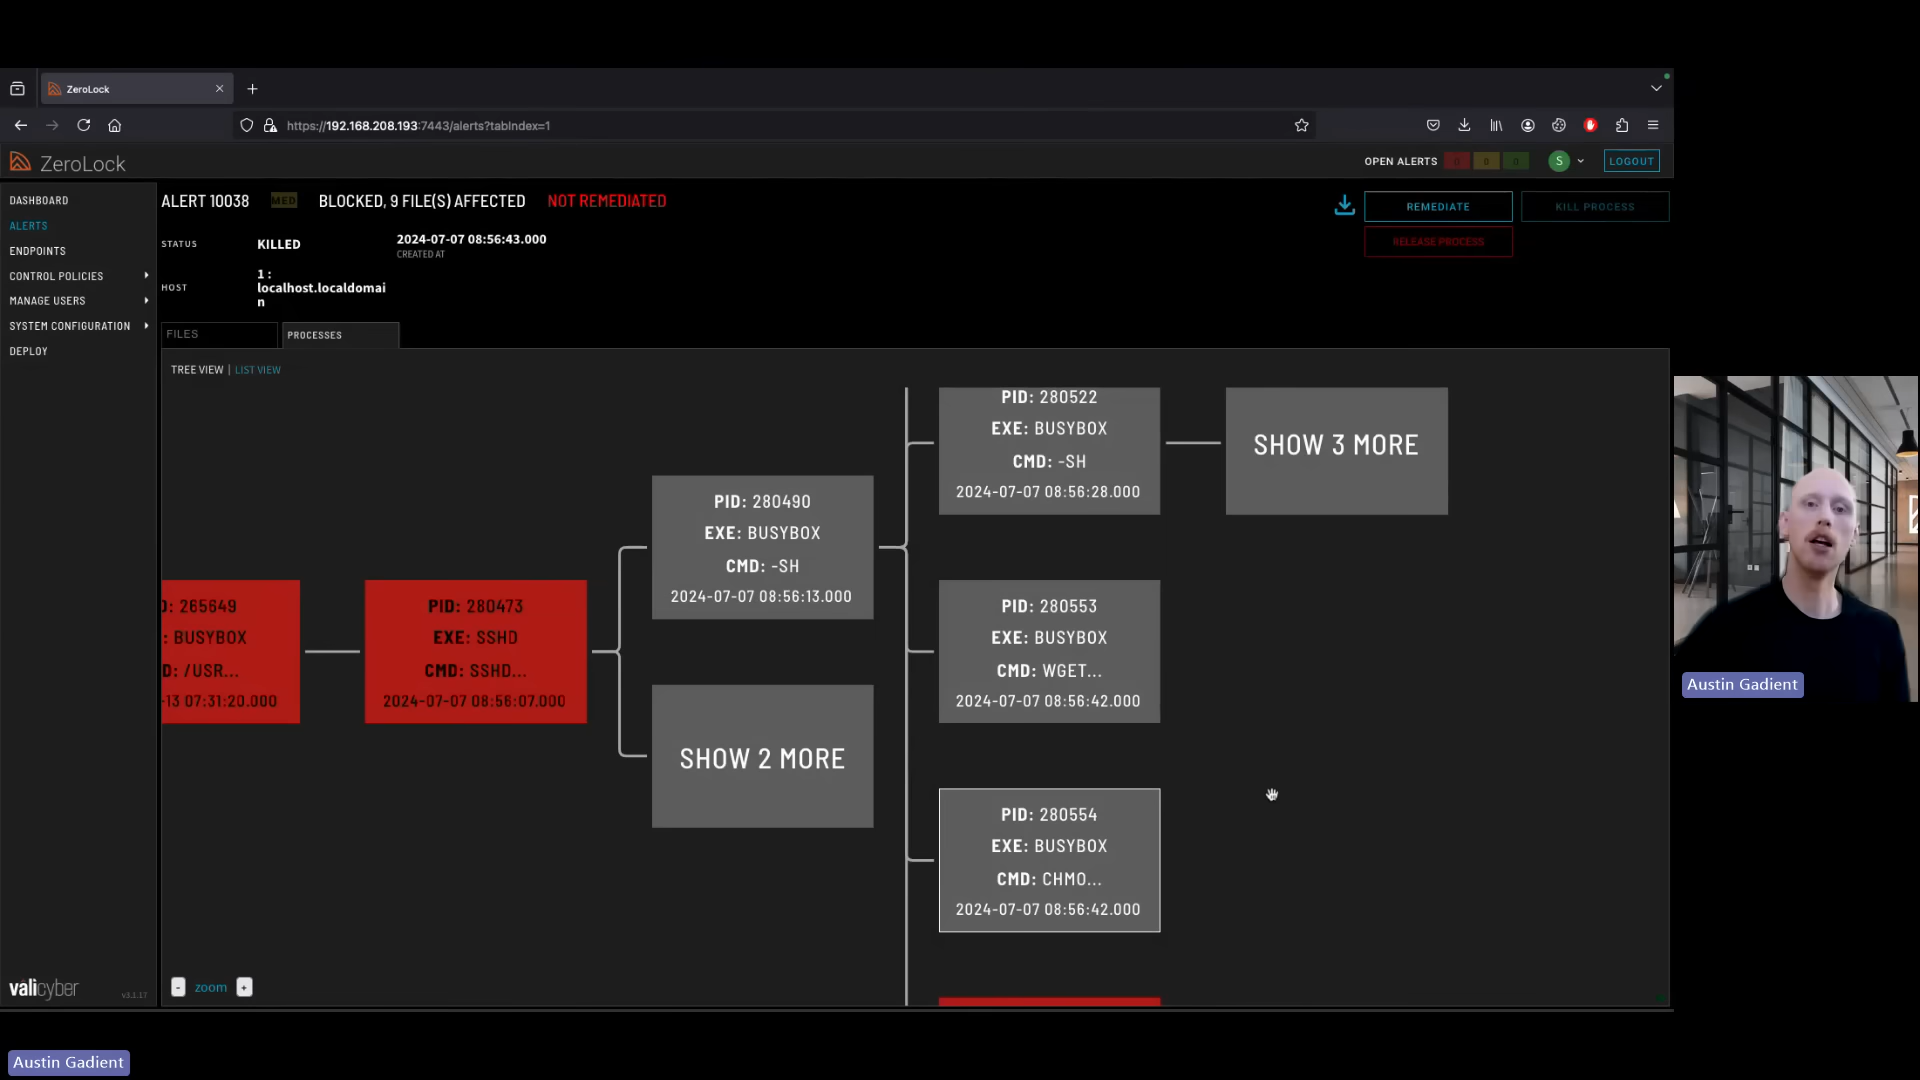 ZeroLock
https://192.168.208.193:7443/alerts?tabIndex=1
ZeroLock
OPEN ALERTS 0 0 0 S LOGOUT
DASHBOARD
ALERTS
ENDPOINTS
CONTROL POLICIES
MANAGE USERS
SYSTEM CONFIGURATION
DEPLOY
ALERT 10038 MED BLOCKED, 9 FILE(S) AFFECTED NOT REMEDIATED
REMEDIATE KILL PROCESS
RELEASE PROCESS
STATUS KILLED 2024-07-07 08:56:43.000
CREATED AT
HOST 1 :
localhost.localdomai
n
FILES PROCESSES
TREE VIEW | LIST VIEW
D: 265649
: BUSYBOX
D: /USR...
-13 07:31:20.000
PID: 280473
EXE: SSHD
CMD: SSHD...
2024-07-07 08:56:07.000
PID: 280490
EXE: BUSYBOX
CMD: -SH
2024-07-07 08:56:13.000
SHOW 2 MORE
PID: 280522
EXE: BUSYBOX
CMD: -SH
2024-07-07 08:56:28.000
SHOW 3 MORE
PID: 280553
EXE: BUSYBOX
CMD: WGET...
2024-07-07 08:56:42.000
PID: 280554
EXE: BUSYBOX
CMD: CHMO...
2024-07-07 08:56:42.000
- zoom +
valicyber v3.1.17
Austin Gadient
Austin Gadient